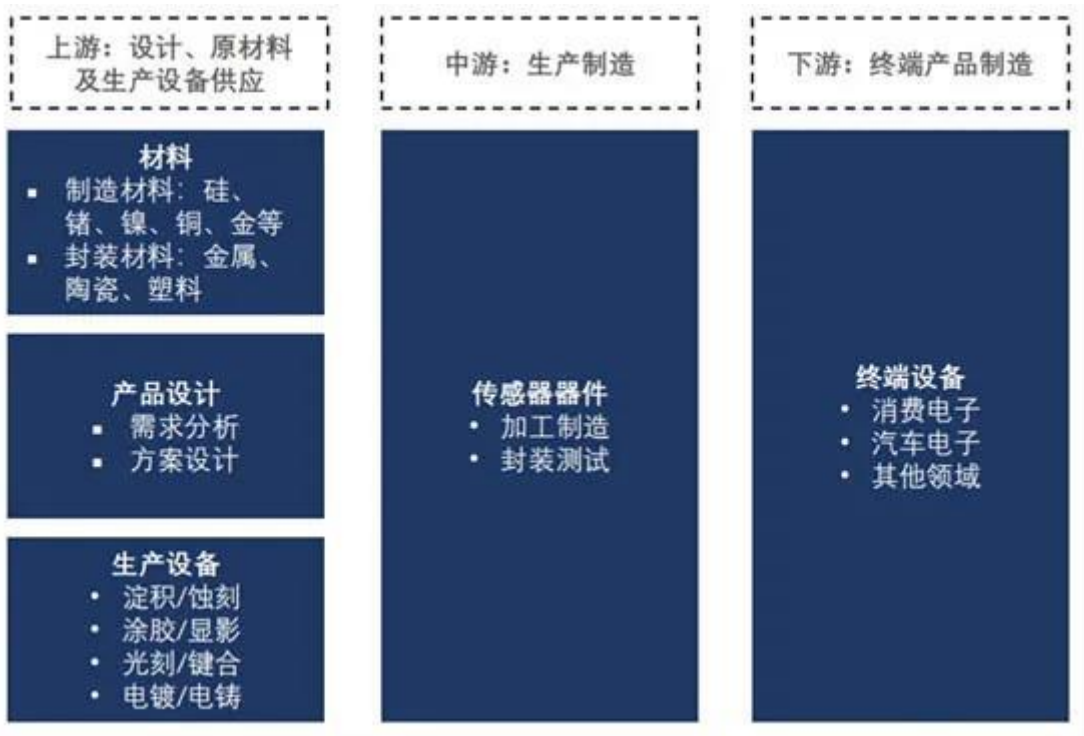 上游：设计、原材料
及生产设备供应
材料
▪ 制造材料：硅、
锗、镍、铜、金等
▪ 封装材料：金属、
陶瓷、塑料
产品设计
▪ 需求分析
▪ 方案设计
生产设备
• 淀积/蚀刻
• 涂胶/显影
• 光刻/键合
• 电镀/电铸
中游：生产制造
传感器器件
• 加工制造
• 封装测试
下游：终端产品制造
终端设备
• 消费电子
• 汽车电子
• 其他领域